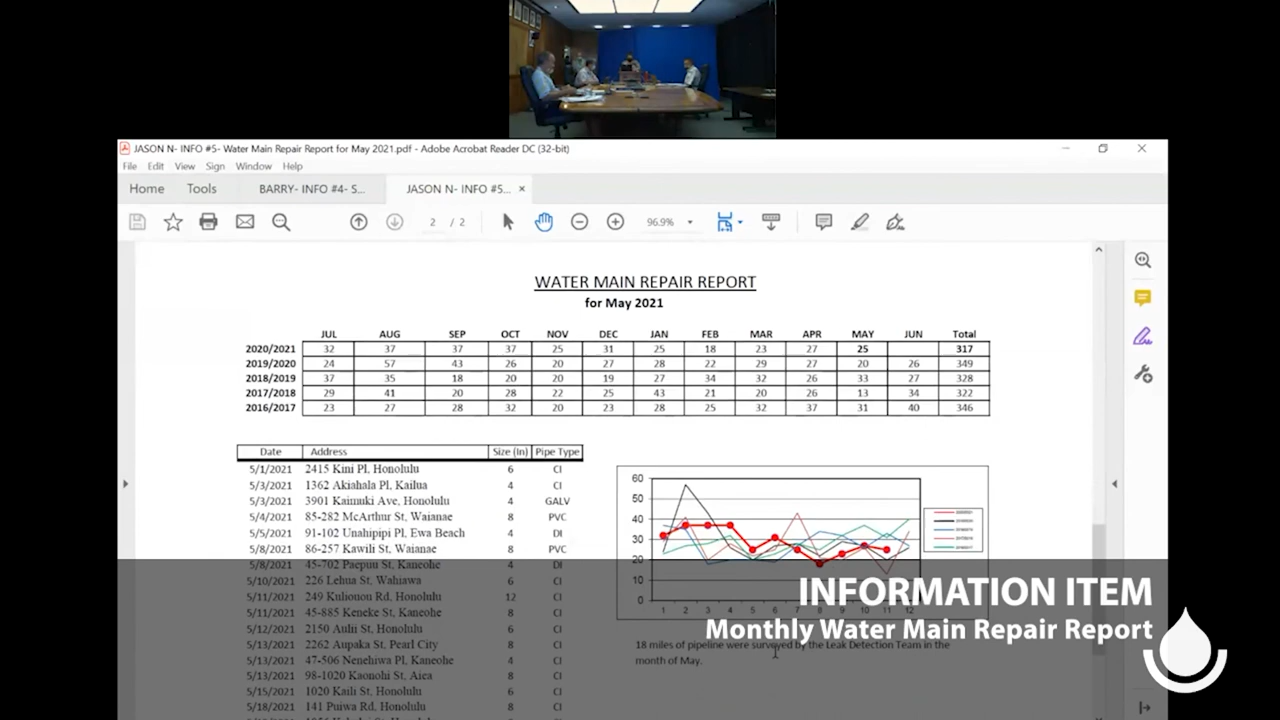 JASON N- INFO #5- Water Main Repair Report for May 2021.pdf - Adobe Acrobat Reader DC (32-bit)
File Edit View Sign Window Help
Home Tools BARRY- INFO #4- S... JASON N- INFO #5... ×
2 / 2 96.9%
WATER MAIN REPAIR REPORT
for May 2021
JUL AUG SEP OCT NOV DEC JAN FEB MAR APR MAY JUN Total
2020/2021 32 37 37 37 25 31 25 18 23 27 25 317
2019/2020 24 57 43 26 20 27 28 22 29 27 20 26 349
2018/2019 37 35 18 20 20 19 27 34 32 26 33 27 328
2017/2018 29 41 20 28 22 25 43 21 20 26 13 34 322
2016/2017 23 27 28 32 20 23 28 25 32 37 31 40 346
Date Address Size (In) Pipe Type
5/1/2021 2415 Kini Pl, Honolulu 6 CI
5/3/2021 1362 Akiahala Pl, Kailua 4 CI
5/3/2021 3901 Kaimuki Ave, Honolulu 4 GALV
5/4/2021 85-282 McArthur St, Waianae 8 PVC
5/5/2021 91-102 Unahipipi Pl, Ewa Beach 4 DI
5/8/2021 86-257 Kawili St, Waianae 8 PVC
5/8/2021 45-702 Paepuu St, Kaneohe 4 DI
5/10/2021 226 Lehua St, Wahiawa 6 CI
5/11/2021 249 Kuliouou Rd, Honolulu 12 CI
5/11/2021 45-885 Keneke St, Kaneohe 8 CI
5/12/2021 2150 Aulii St, Honolulu 6 CI
5/13/2021 2262 Aupaka St, Pearl City 8 CI
5/13/2021 47-506 Nenehiwa Pl, Kaneohe 4 CI
5/13/2021 98-1020 Kaonohi St, Aiea 8 CI
5/15/2021 1020 Kaili St, Honolulu 6 CI
5/18/2021 141 Puiwa Rd, Honolulu 8 CI
60
50
40
30
20
10
0
1 2 3 4 5 6 7 8 9 10 11 12
18 miles of pipeline were surveyed by the Leak Detection Team in the
month of May.
INFORMATION ITEM
Monthly Water Main Repair Report